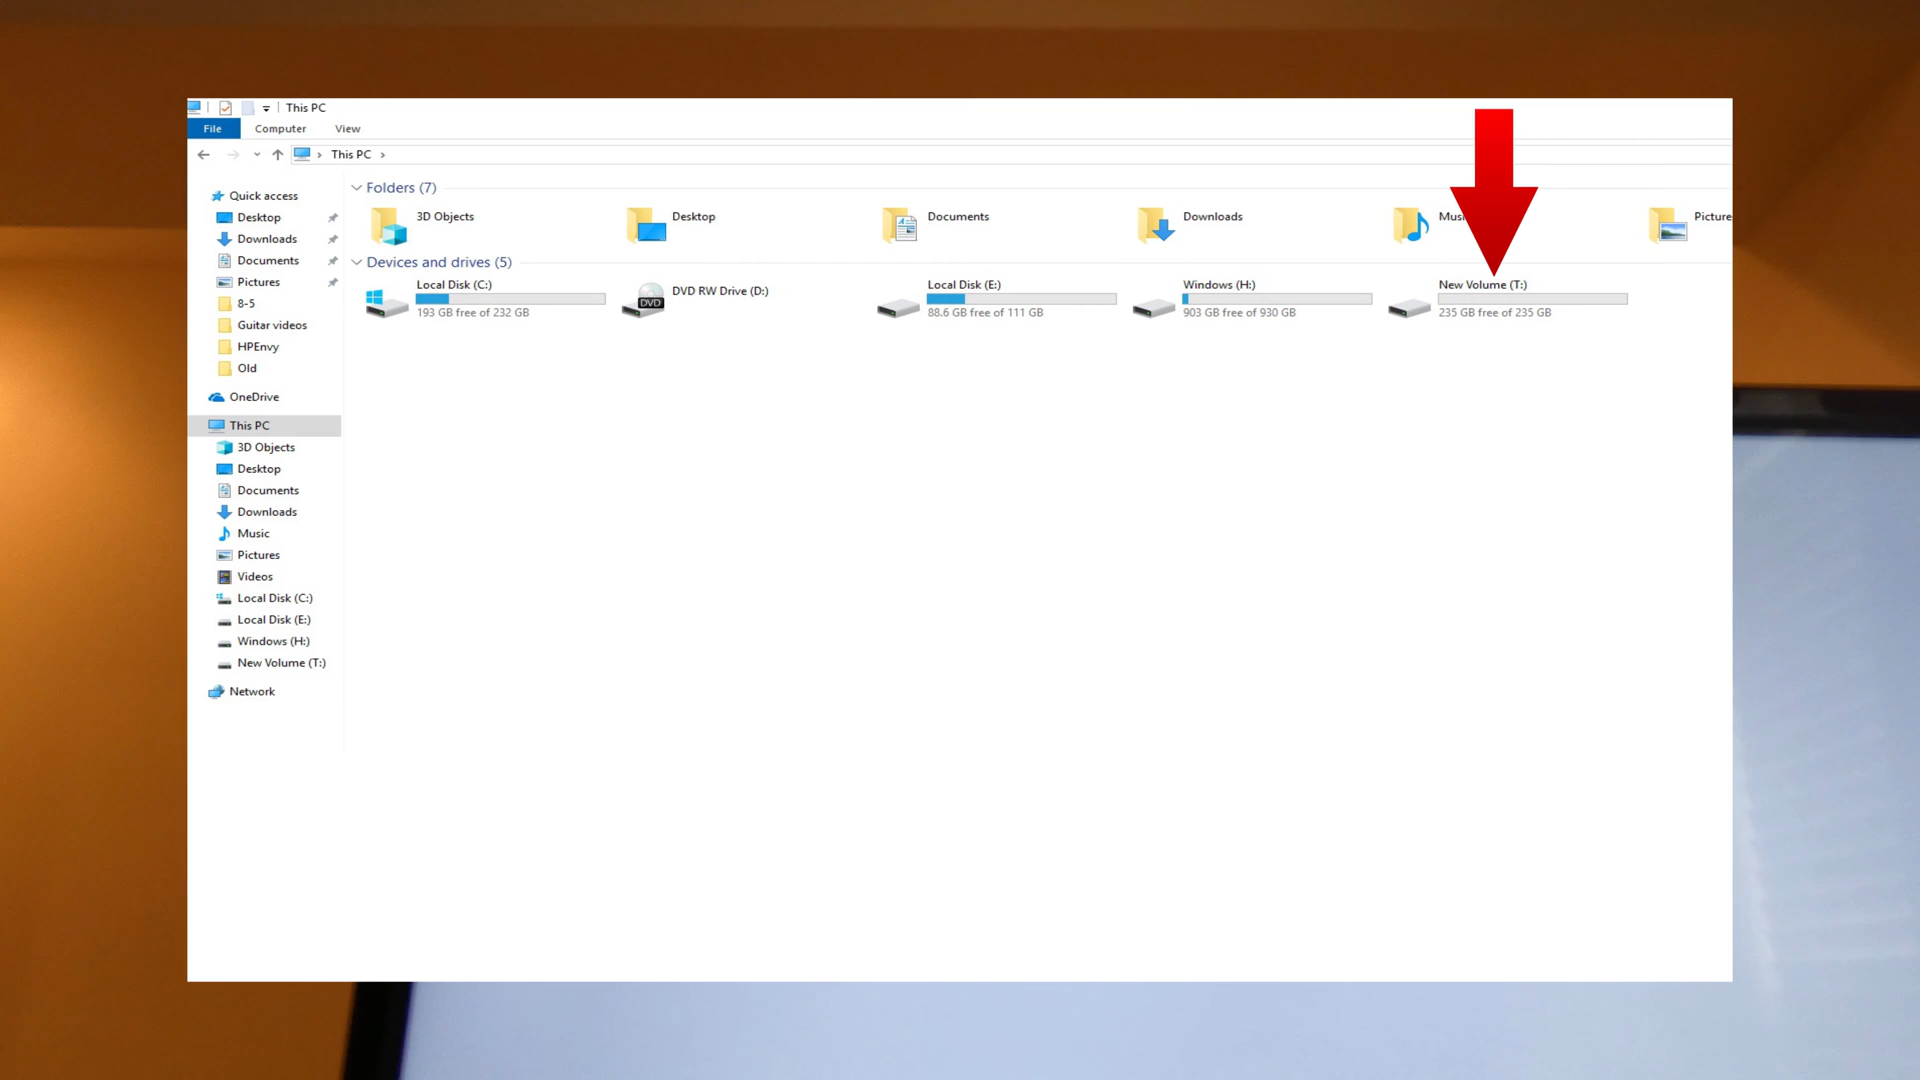 This PC
File Computer View
This PC
Quick access
Desktop
Downloads
Documents
Pictures
8-5
Guitar videos
HPEnvy
Old
OneDrive
This PC
3D Objects
Desktop
Documents
Downloads
Music
Pictures
Videos
Local Disk (C:)
Local Disk (E:)
Windows (H:)
New Volume (T:)
Network
Folders (7)
3D Objects Desktop Documents Downloads Musi Picture
Devices and drives (5)
Local Disk (C:)
193 GB free of 232 GB
DVD
DVD RW Drive (D:)
Local Disk (E:)
88.6 GB free of 111 GB
Windows (H:)
903 GB free of 930 GB
New Volume (T:)
235 GB free of 235 GB